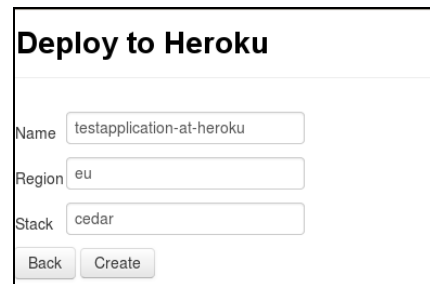 Deploy to Heroku
Name testapplication-at-heroku
Region eu
Stack cedar
Back Create